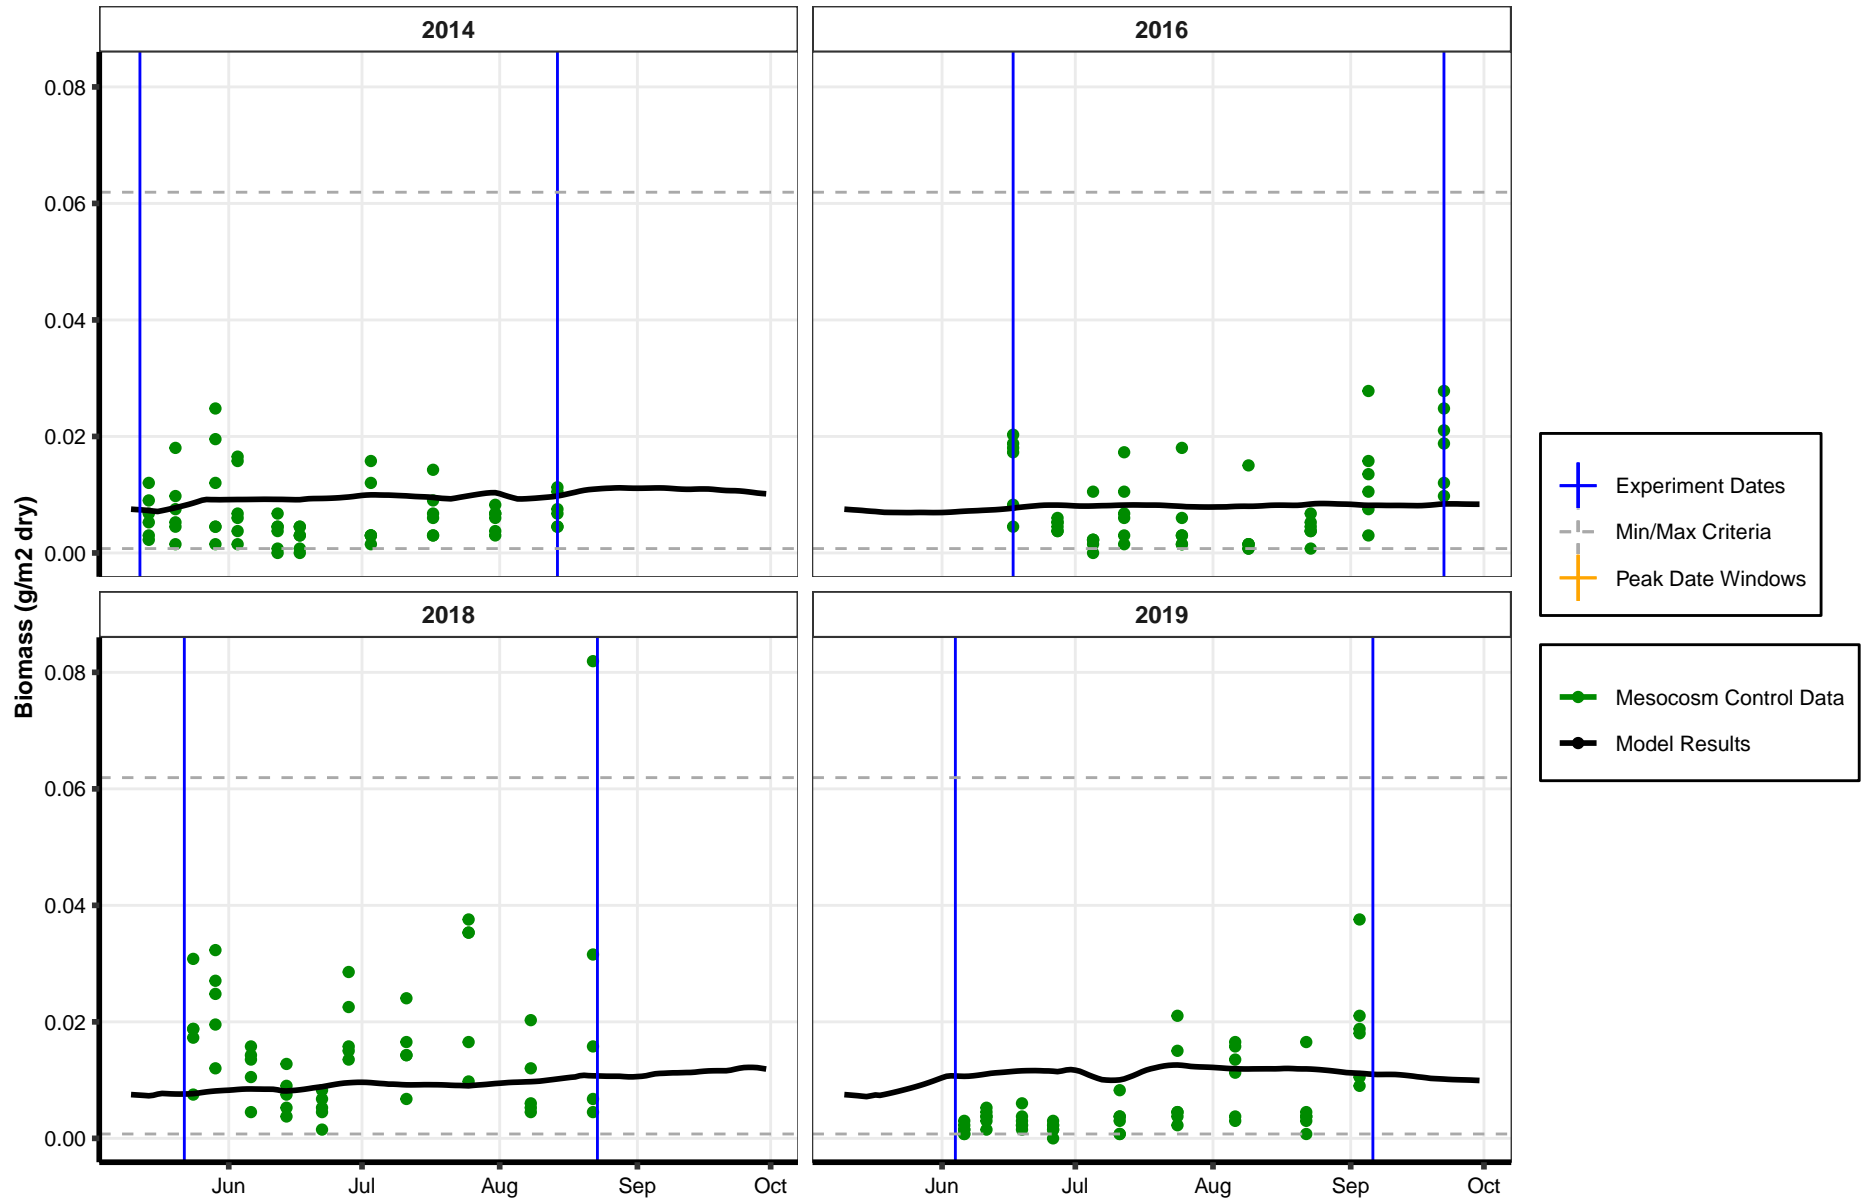 2014
2016
0.08
0.06
0.04
0.02
0.00
2018
2019
0.08
0.06
0.04
0.02
0.00
Biomass (g/m2 dry)
Jun Jul Aug Sep Oct
Jun Jul Aug Sep Oct
Experiment Dates
Min/Max Criteria
Peak Date Windows
Mesocosm Control Data
Model Results